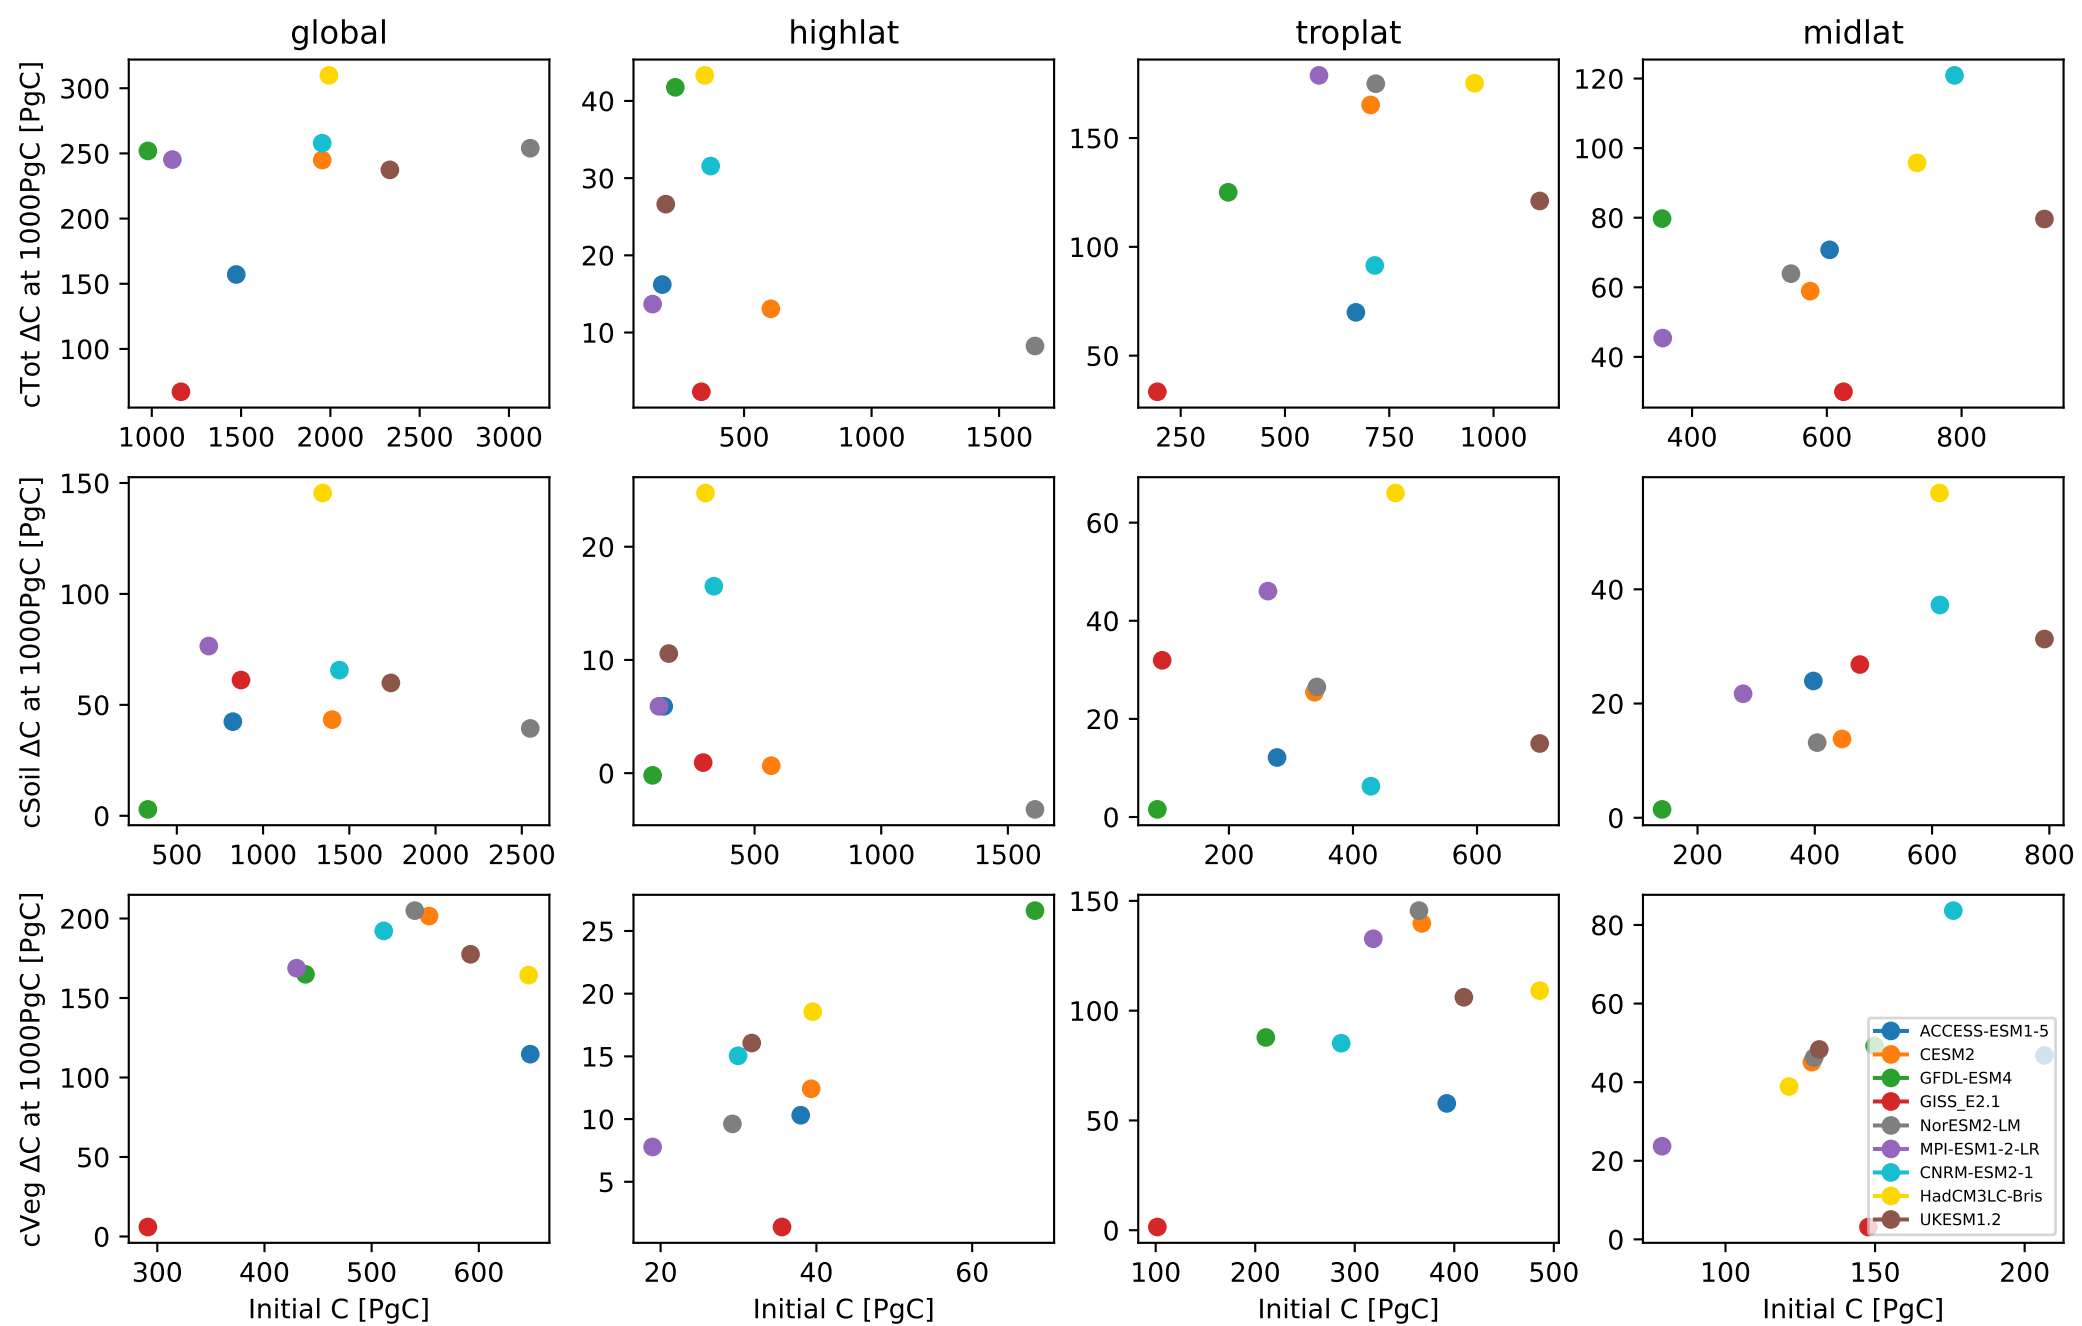 global
highlat
troplat
midlat
cTot ΔC at 1000PgC [PgC]
300
250
200
150
100
1000 1500 2000 2500 3000
40
30
20
10
500 1000 1500
150
100
50
250 500 750 1000
120
100
80
60
40
400 600 800
cSoil ΔC at 1000PgC [PgC]
150
100
50
0
500 1000 1500 2000 2500
20
10
0
500 1000 1500
60
40
20
0
200 400 600
40
20
0
200 400 600 800
cVeg ΔC at 1000PgC [PgC]
200
150
100
50
0
300 400 500 600
Initial C [PgC]
25
20
15
10
5
20 40 60
Initial C [PgC]
150
100
50
0
100 200 300 400 500
Initial C [PgC]
80
60
40
20
0
100 150 200
Initial C [PgC]
ACCESS-ESM1-5
CESM2
GFDL-ESM4
GISS_E2.1
NorESM2-LM
MPI-ESM1-2-LR
CNRM-ESM2-1
HadCM3LC-Bris
UKESM1.2